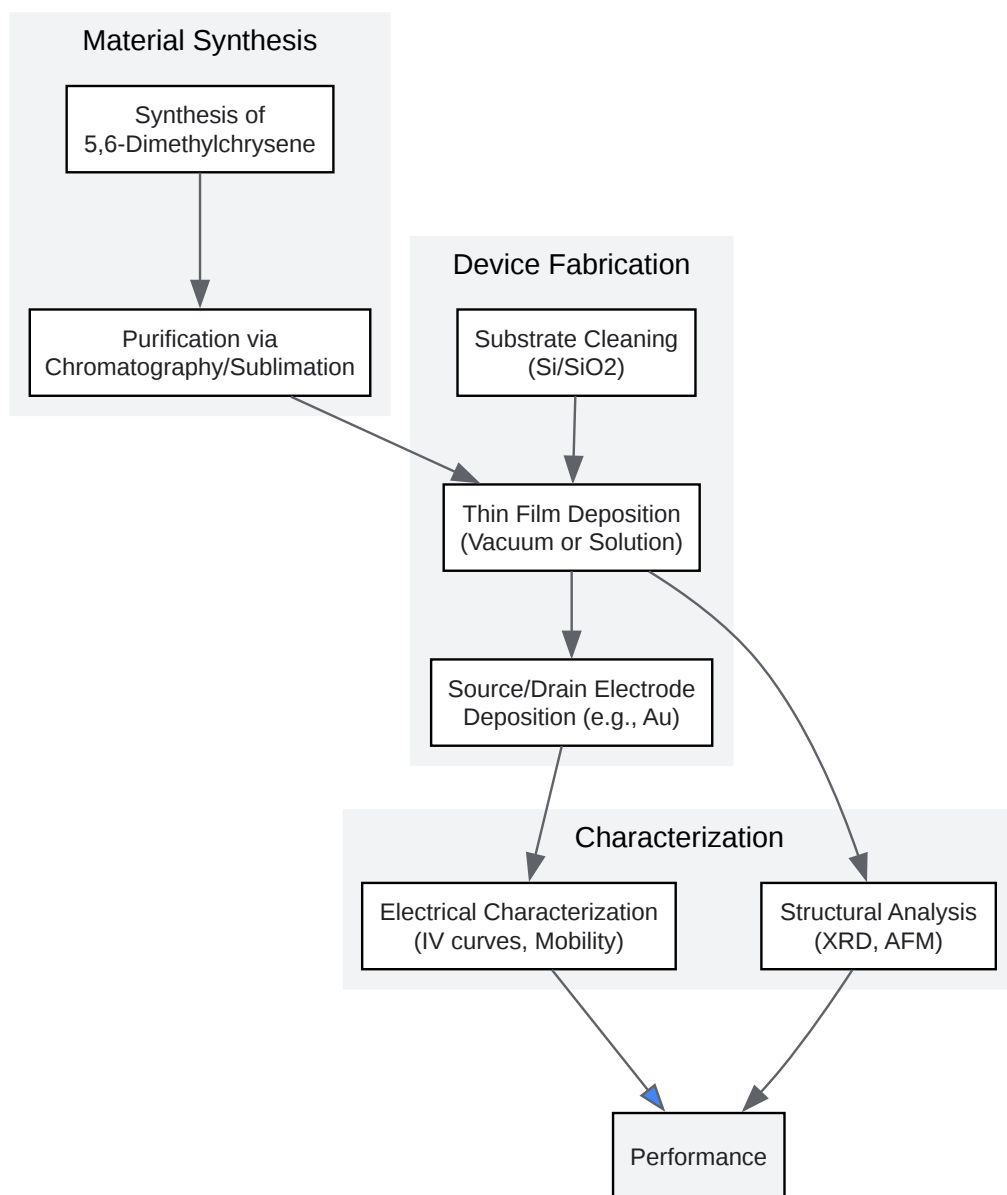 Material Synthesis
Synthesis of
5,6-Dimethylchrysene
Purification via
Chromatography/Sublimation
Device Fabrication
Substrate Cleaning
(Si/SiO2)
Thin Film Deposition
(Vacuum or Solution)
Source/Drain Electrode
Deposition (e.g., Au)
Characterization
Electrical Characterization
(IV curves, Mobility)
Structural Analysis
(XRD, AFM)
Performance